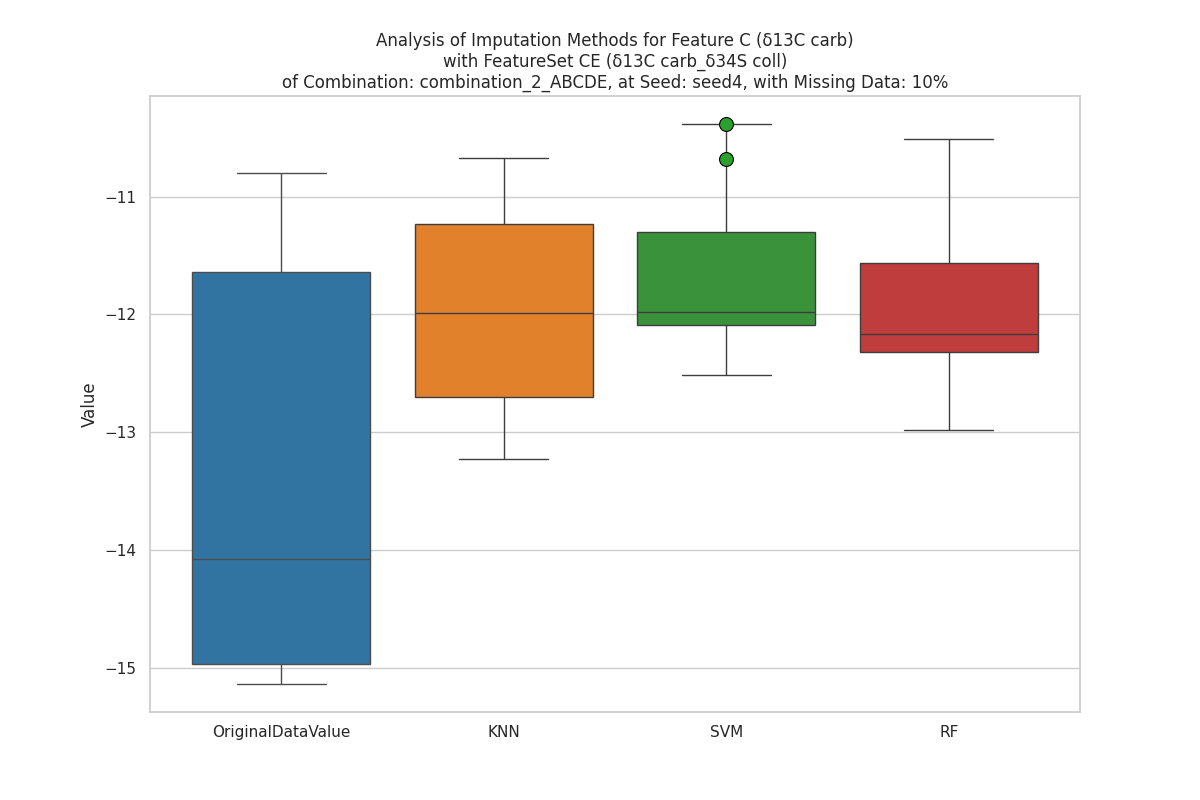 Analysis of Imputation Methods for Feature C (δ13C carb)
with FeatureSet CE (δ13C carb_δ34S coll)
of Combination: combination_2_ABCDE, at Seed: seed4, with Missing Data: 10%
Value
−11
−12
−13
−14
−15
OriginalDataValue
KNN
SVM
RF